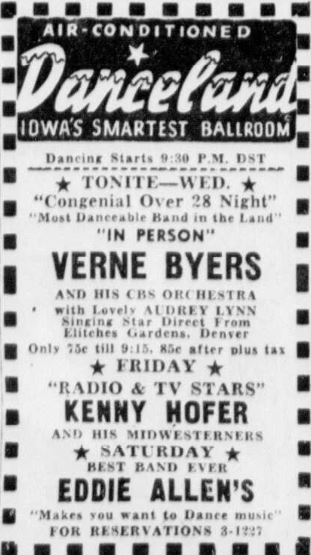 AIR-CONDITIONED
Danceland
IOWA'S SMARTEST BALLROOM
Dancing Starts 9:30 P.M. DST
★ TONITE—WED. ★
"Congenial Over 28 Night"
"Most Danceable Band in the Land"
"IN PERSON"
VERNE BYERS
AND HIS CBS ORCHESTRA
with Lovely AUDREY LYNN
Singing Star Direct From
Elitches Gardens, Denver
Only 75c till 9:15, 85c after plus tax
★ FRIDAY ★
"RADIO & TV STARS"
KENNY HOFER
AND HIS MIDWESTERNERS
★ SATURDAY ★
BEST BAND EVER
EDDIE ALLEN'S
"Makes you want to Dance music"
FOR RESERVATIONS 3-1227